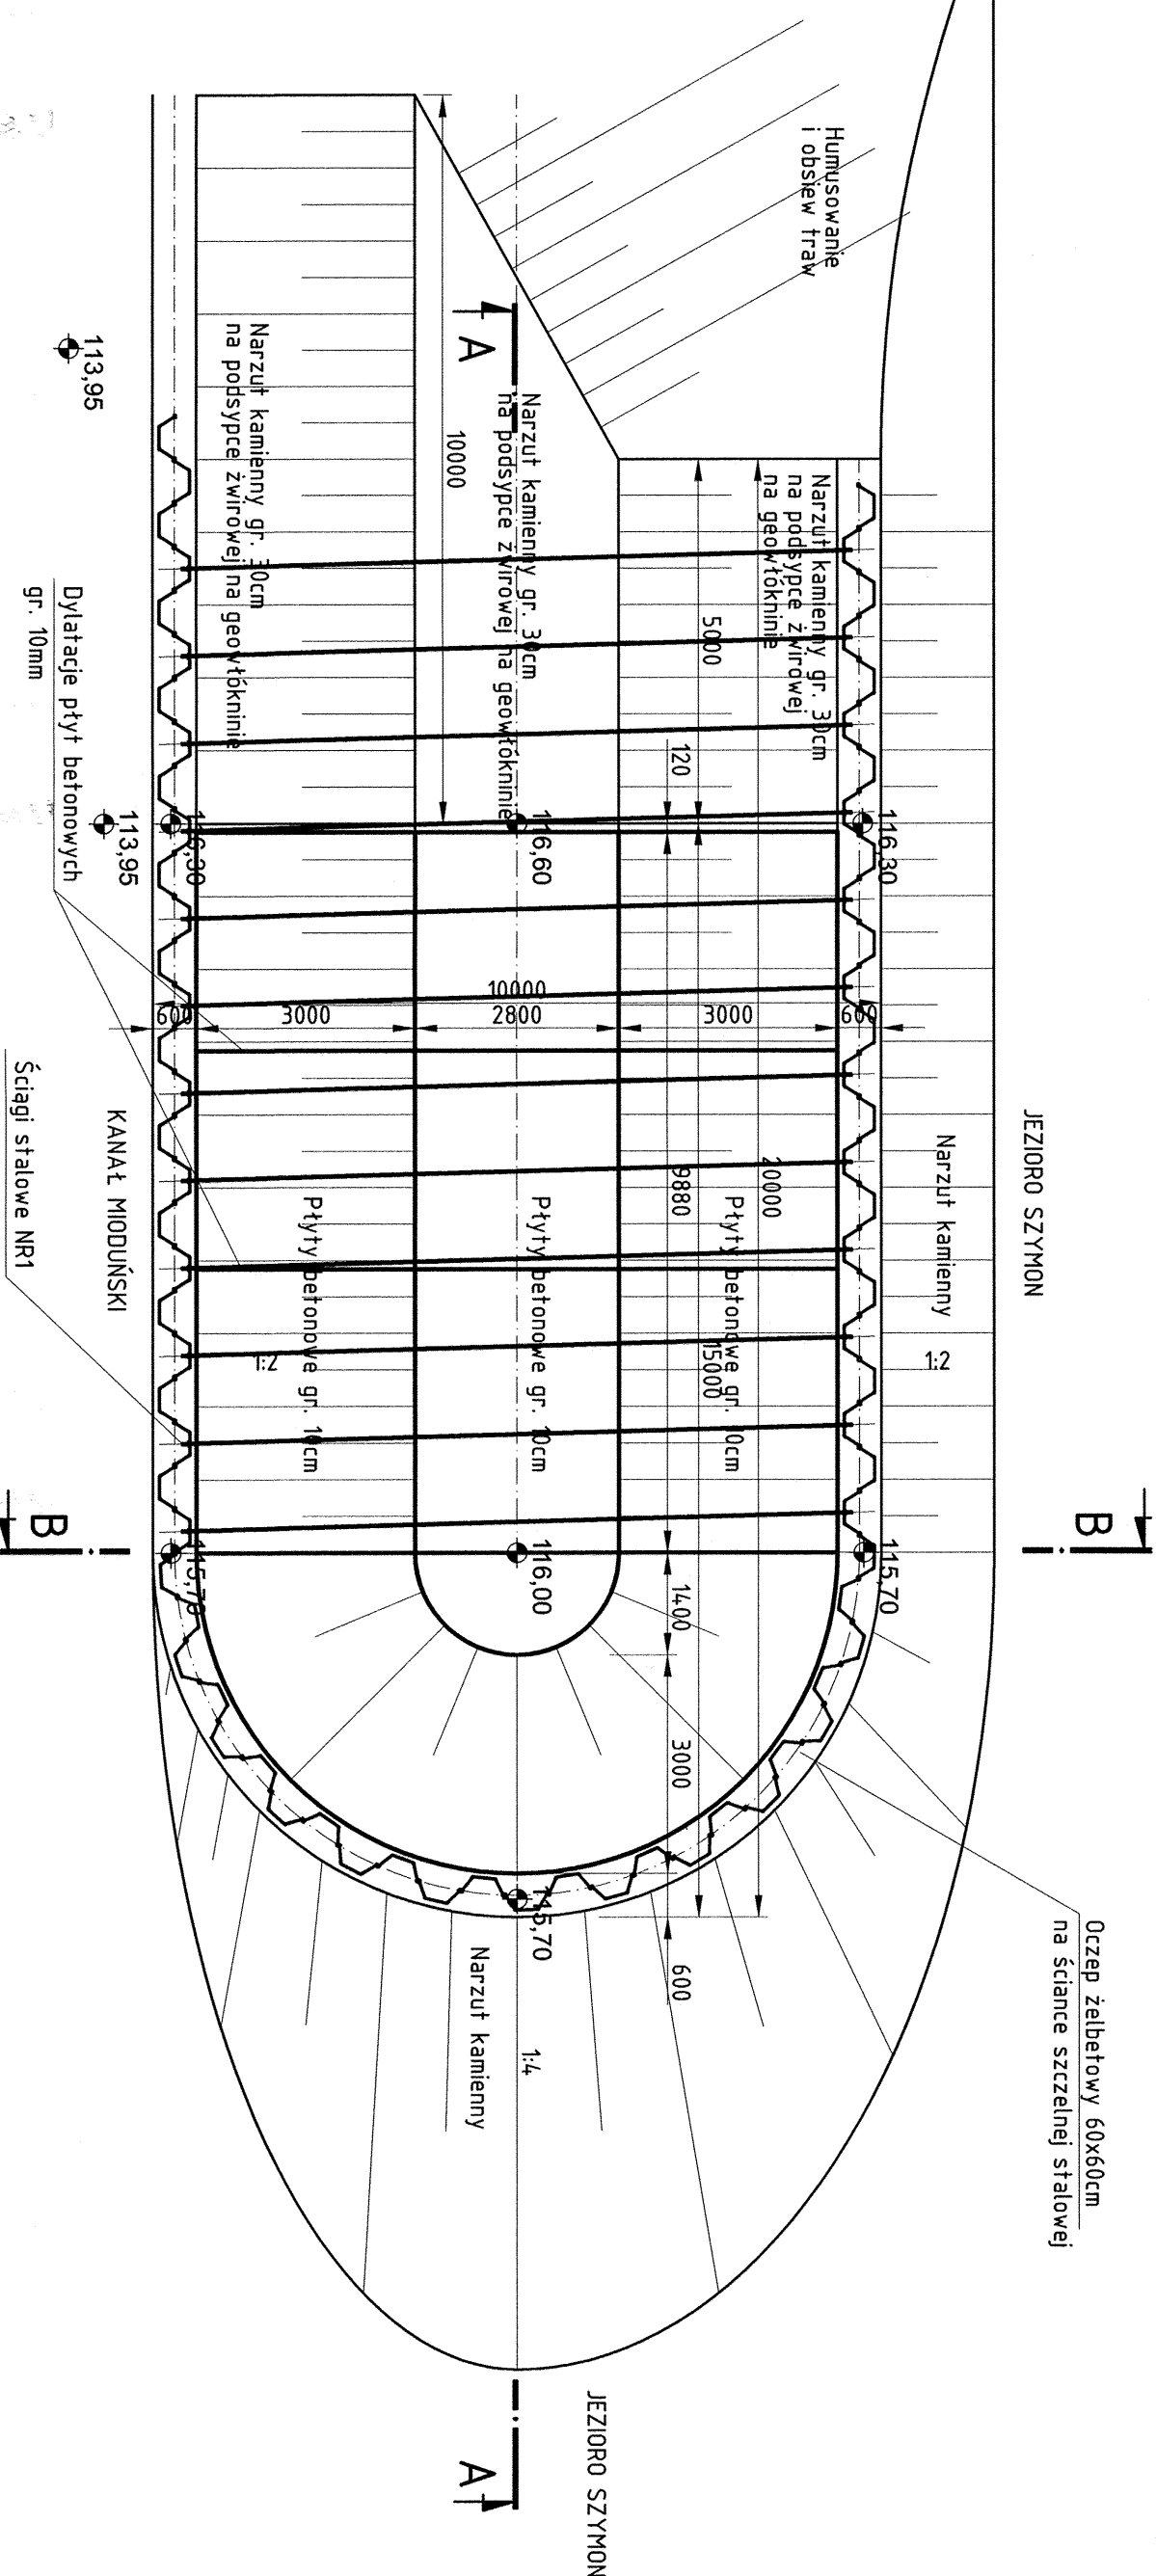 JEZIORO SZYMON
Oczep żelbetowy 60x60cm
na ściance szczelnej stalowej
Narzut kamienny
1:2
B
B
Humusowanie
i obsiew traw
Narzut kamienny gr. 30cm
na podsypce żwirowej
na geowłókninie
116,30
115,70
600
20000
5000
15000
120
9880
1400
3000
600
3000
Płyty betonowe gr. 10cm
A
Narzut kamienny gr. 30cm
na podsypce żwirowej na geowłókninie
116,60
10000
2800
Płyty betonowe gr. 10cm
116,00
115,70
1:4
Narzut kamienny
JEZIORO SZYMON
A
10000
3000
Płyty betonowe gr. 10cm
1:2
Narzut kamienny gr. 30cm
na podsypce żwirowej na geowłókninie
116,30
600
115,70
113,95
113,95
KANAŁ MIODUŃSKI
Dylatacje płyt betonowych
gr. 10mm
Ściągi stalowe NR1